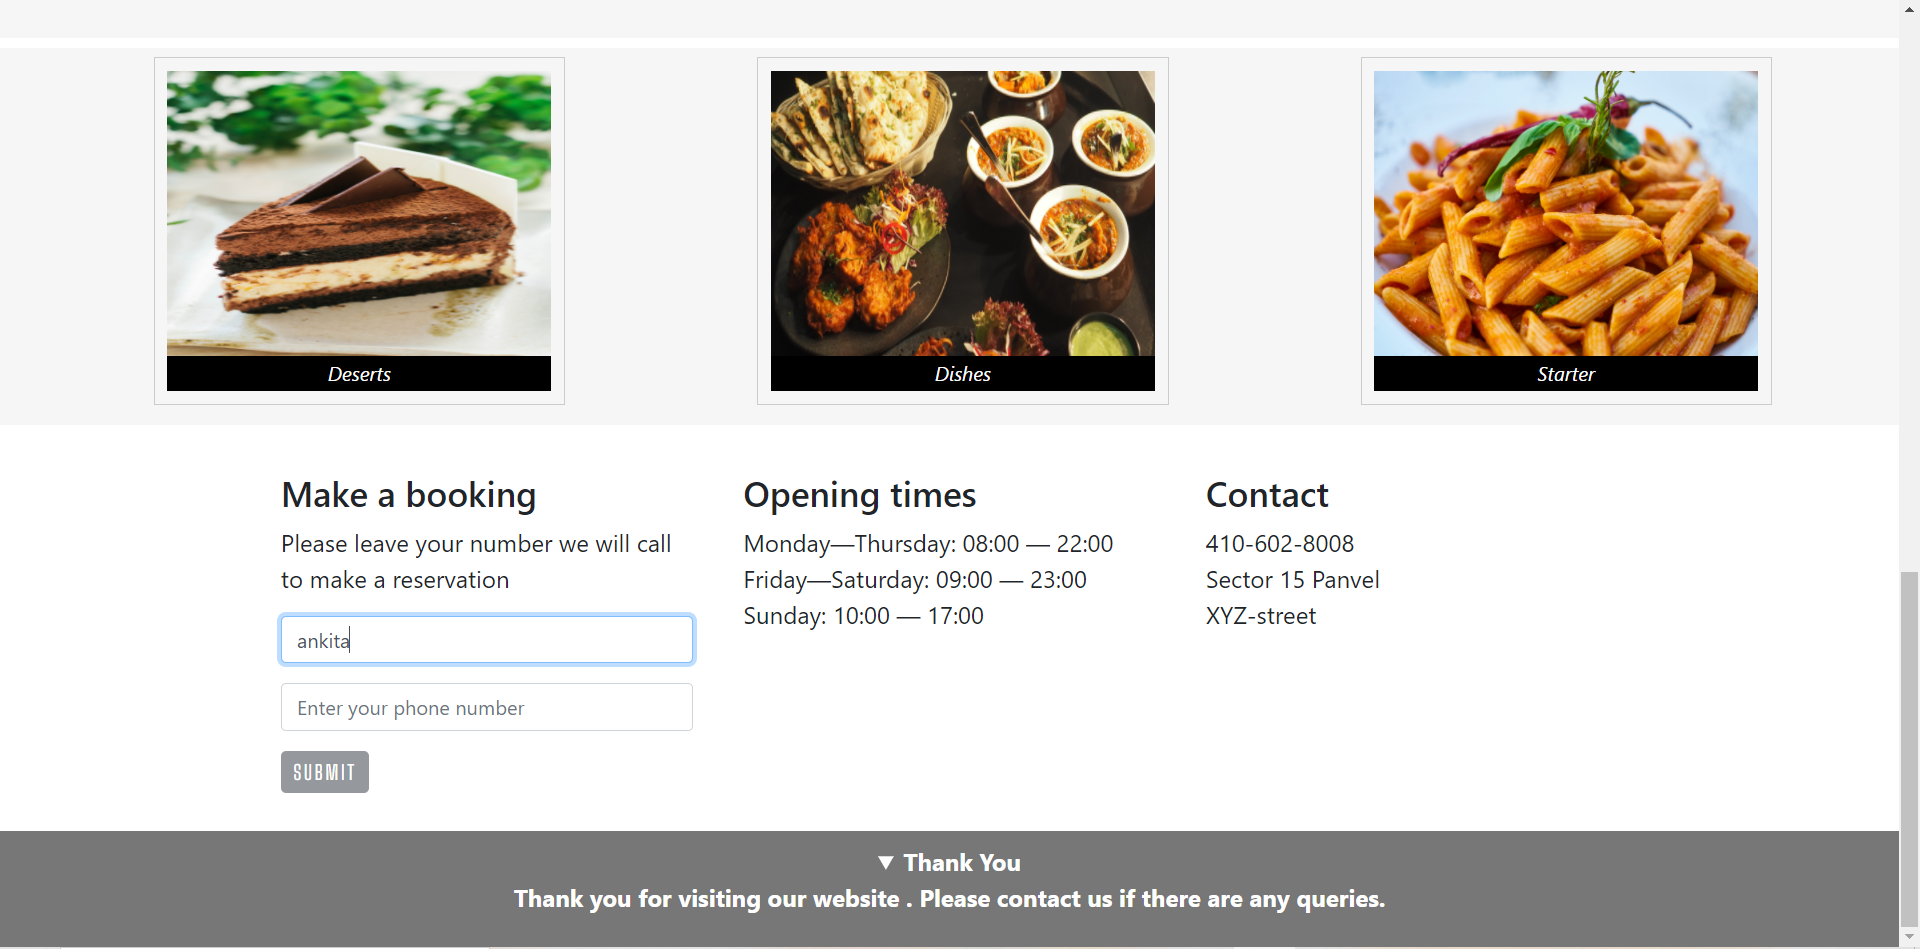 Deserts
Dishes
Starter
Make a booking
Please leave your number we will call
to make a reservation
ankita
Enter your phone number
SUBMIT
Opening times
Monday—Thursday: 08:00 — 22:00
Friday—Saturday: 09:00 — 23:00
Sunday: 10:00 — 17:00
Contact
410-602-8008
Sector 15 Panvel
XYZ-street
▼ Thank You
Thank you for visiting our website . Please contact us if there are any queries.